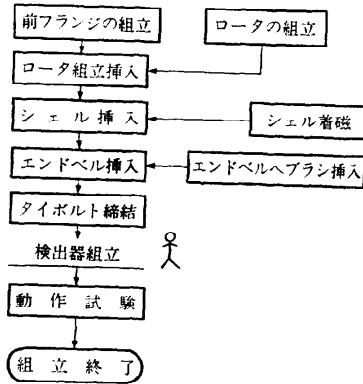 前フランジの組立
ロータの組立
ロータ組立挿入
シェル挿入
シェル着磁
エンドベル挿入
エンドベルへブラシ挿入
タイボルト締結
検出器組立
動作試験
組立終了